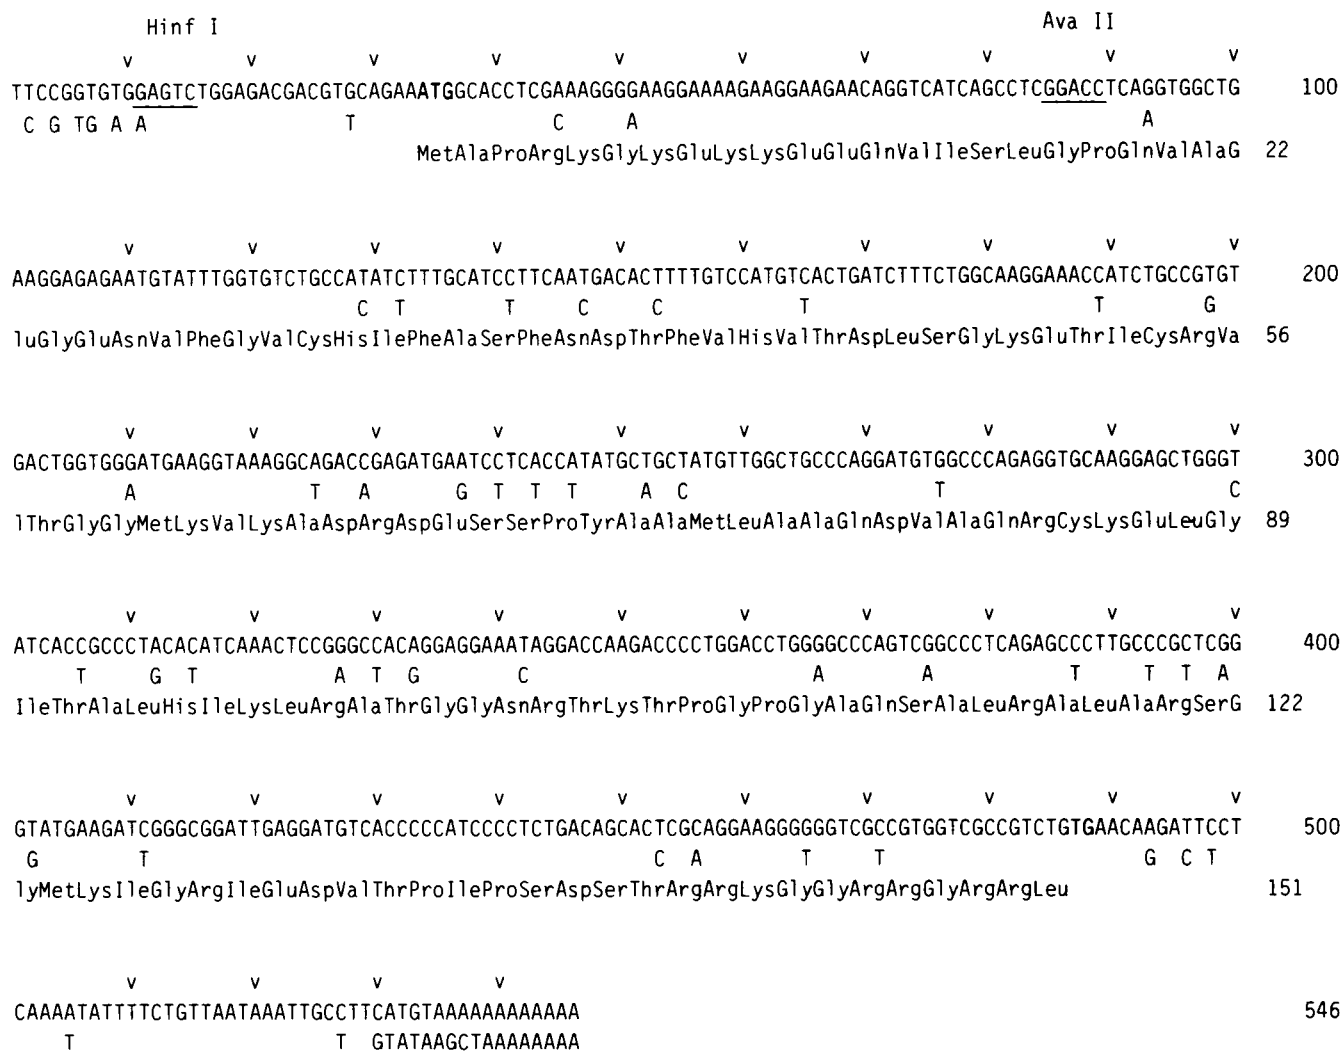 Hinf I Ava II
v v v v v v v v v v
TTCCGGTGTGGAGTCTGGAGACGACGTGCAGAAATGGCACCTCGAAAGGGGAAGGAAAAGAAGGAAGAACAGGTCATCAGCCTCGGACCTCAGGTGGCTG 100
C G TG A A T C A A
MetAlaProArgLysGlyLysGluLysLysGluGluGlnValIleSerLeuGlyProGlnValAlaG 22
v v v v v v v v v v
AAGGAGAGAATGTATTTGGTGTCTGCCATATCTTTGCATCCTTCAATGACACTTTTGTCCATGTCACTGATCTTTCTGGCAAGGAAACCATCTGCCGTGT 200
C T T C C T T G
luGlyGluAsnValPheGlyValCysHisIlePheAlaSerPheAsnAspThrPheValHisValThrAspLeuSerGlyLysGluThrIleCysArgVa 56
v v v v v v v v v v
GACTGGTGGGATGAAGGTAAAGGCAGACCGAGATGAATCCTCACCATATGCTGCTATGTTGGCTGCCCAGGATGTGGCCCAGAGGTGCAAGGAGCTGGGT 300
A T A G T T T A C T C
lThrGlyGlyMetLysValLysAlaAspArgAspGluSerSerProTyrAlaAlaMetLeuAlaAlaGlnAspValAlaGlnArgCysLysGluLeuGly 89
v v v v v v v v v v
ATCACCGCCCTACACATCAAACTCCGGGCCACAGGAGGAAATAGGACCAAGACCCCTGGACCTGGGGCCCAGTCGGCCCTCAGAGCCCTTGCCCGCTCGG 400
T G T A T G C A A T T T A
IleThrAlaLeuHisIleLysLeuArgAlaThrGlyGlyAsnArgThrLysThrProGlyProGlyAlaGlnSerAlaLeuArgAlaLeuAlaArgSerG 122
v v v v v v v v v v
GTATGAAGATCGGGCGGATTGAGGATGTCACCCCCATCCCCTCTGACAGCACTCGCAGGAAGGGGGGTCGCCGTGGTCGCCGTCTGTGAACAAGATTCCT 500
G T C A T T G C T
lyMetLysIleGlyArgIleGluAspValThrProIleProSerAspSerThrArgArgLysGlyGlyArgArgGlyArgArgLeu 151
v v v v
CAAAATATTTTCTGTTAATAAATTGCCTTCATGTAAAAAAAAAAAA 546
T T GTATAAGCTAAAAAAAA